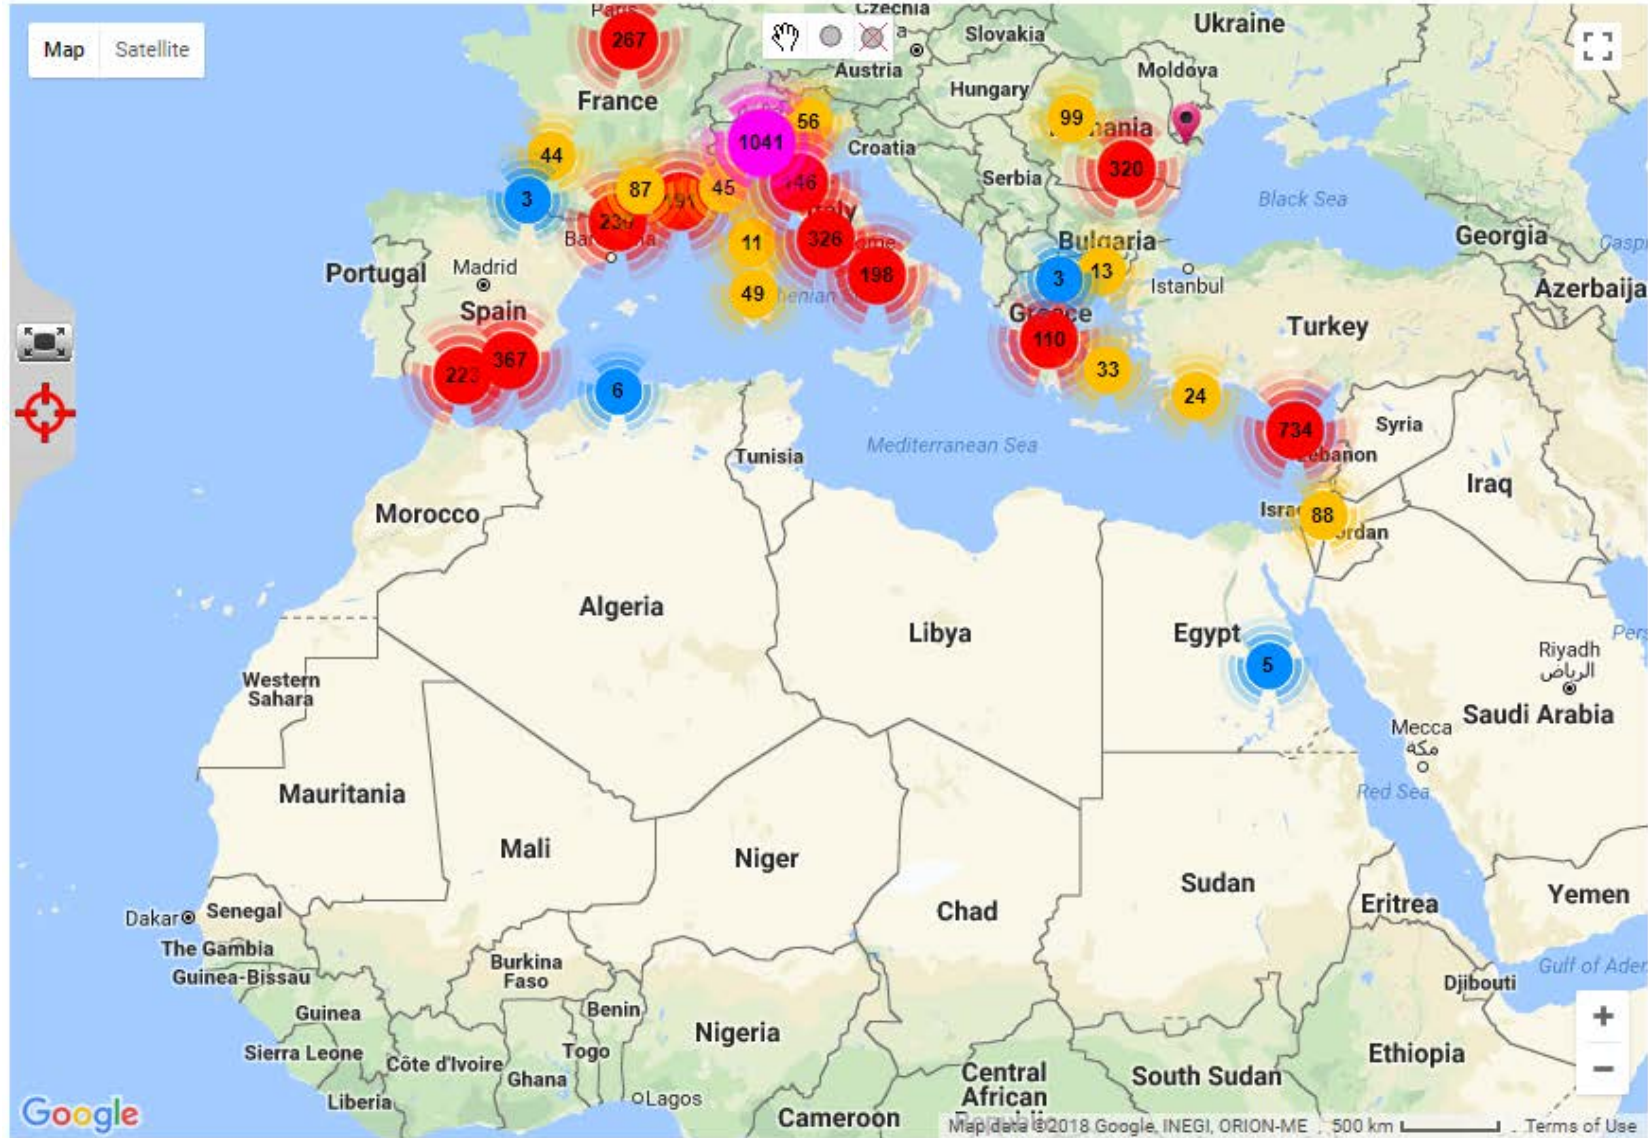 Paris
Czechia
Ukraine
Map
Satellite
267
Slovakia
Austria
Moldova
Hungary
France
56
99
1041
Croatia
44
320
Serbia
87
45
3
Black Sea
11
326
Bulgaria
Georgia
Portugal
Madrid
198
3
13
Istanbul
Azerbaija
49
Spain
Greece
Turkey
110
223
367
33
6
24
734
Syria
Mediterranean Sea
Lebanon
Tunisia
Iraq
Morocco
88
Algeria
Libya
Egypt
5
Riyadh
الرياض
Western
Sahara
Saudi Arabia
Mecca
مكة
Mauritania
Red Sea
Mali
Niger
Sudan
Yemen
Chad
Eritrea
Dakar
Senegal
The Gambia
Burkina
Faso
Guinea-Bissau
Gulf of Aden
Djibouti
Guinea
Benin
Nigeria
Sierra Leone
Côte d'Ivoire
Togo
Ghana
Ethiopia
Central
African
South Sudan
Liberia
Lagos
Cameroon
Google
Map data ©2018 Google, INEGI, ORION-ME
500 km
Terms of Use